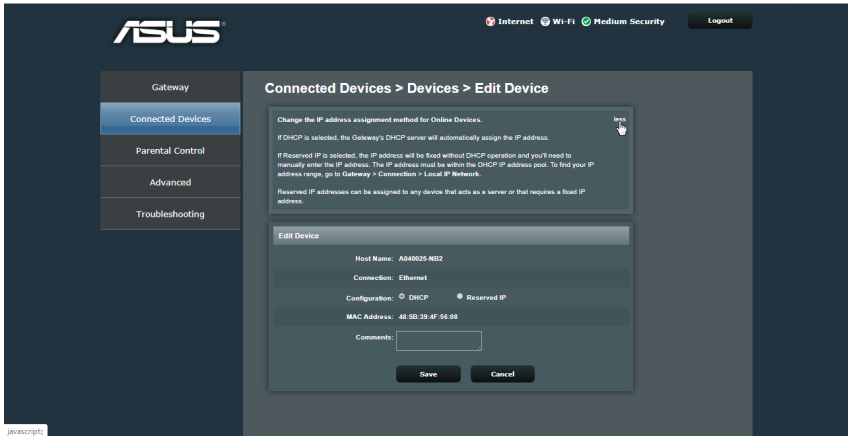 ASUS
Internet Wi-Fi Medium Security Logout
Gateway
Connected Devices
Parental Control
Advanced
Troubleshooting
Connected Devices > Devices > Edit Device
Change the IP address assignment method for Online Devices. less
If DHCP is selected, the Gateway's DHCP server will automatically assign the IP address.
If Reserved IP is selected, the IP address will be fixed without DHCP operation and you'll need to
manually enter the IP address. The IP address must be within the DHCP IP address pool. To find your IP
address range, go to Gateway > Connection > Local IP Network.
Reserved IP addresses can be assigned to any device that acts as a server or that requires a fixed IP
address.
Edit Device
Host Name: A040025-NB2
Connection: Ethernet
Configuration: DHCP Reserved IP
MAC Address: 48:5B:39:4F:56:08
Comments:
Save Cancel
javascript:;